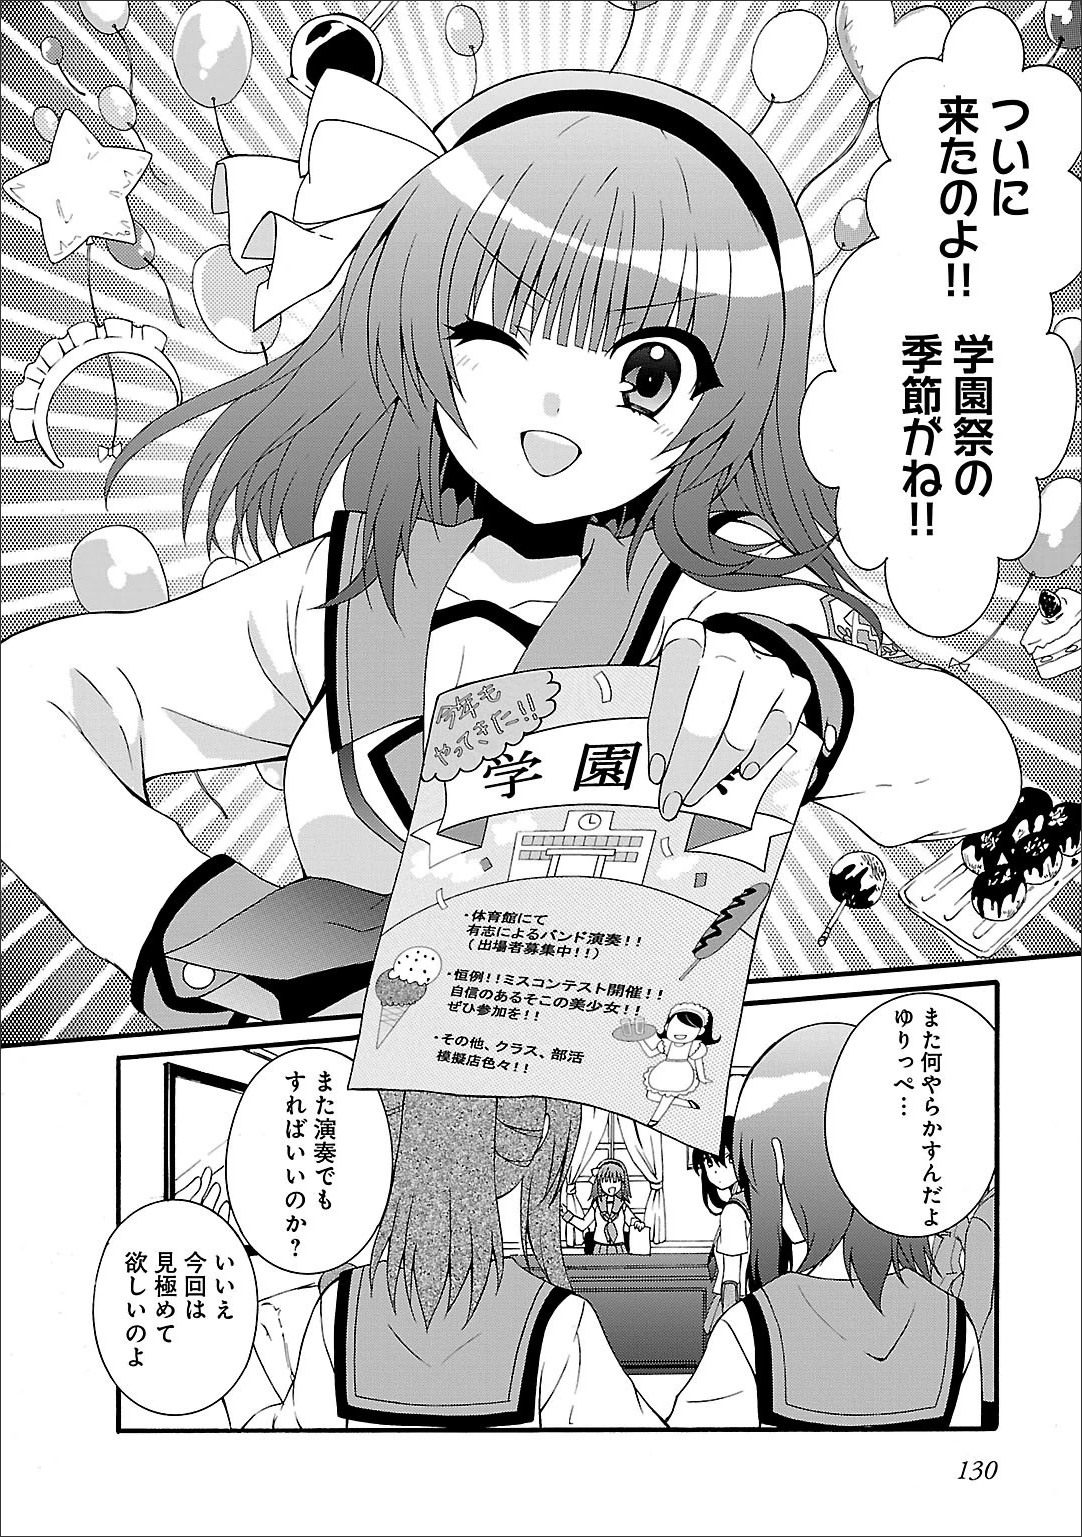 ついに
来たのよ!!
学園祭の
季節がね!!
今年も
やってきた!!
学園
・体育館にて
有志によるバンド演奏!!
(出場者募集中!!)
・恒例!!ミスコンテスト開催!!
自信のあるそこの美少女!!
ぜひ参加を!!
・その他、クラス、部活
模擬店色々!!
また何やらかすんだよ
ゆりっぺ…
また演奏でも
すればいいのか?
いいえ
今回は
見極めて
欲しいのよ
130